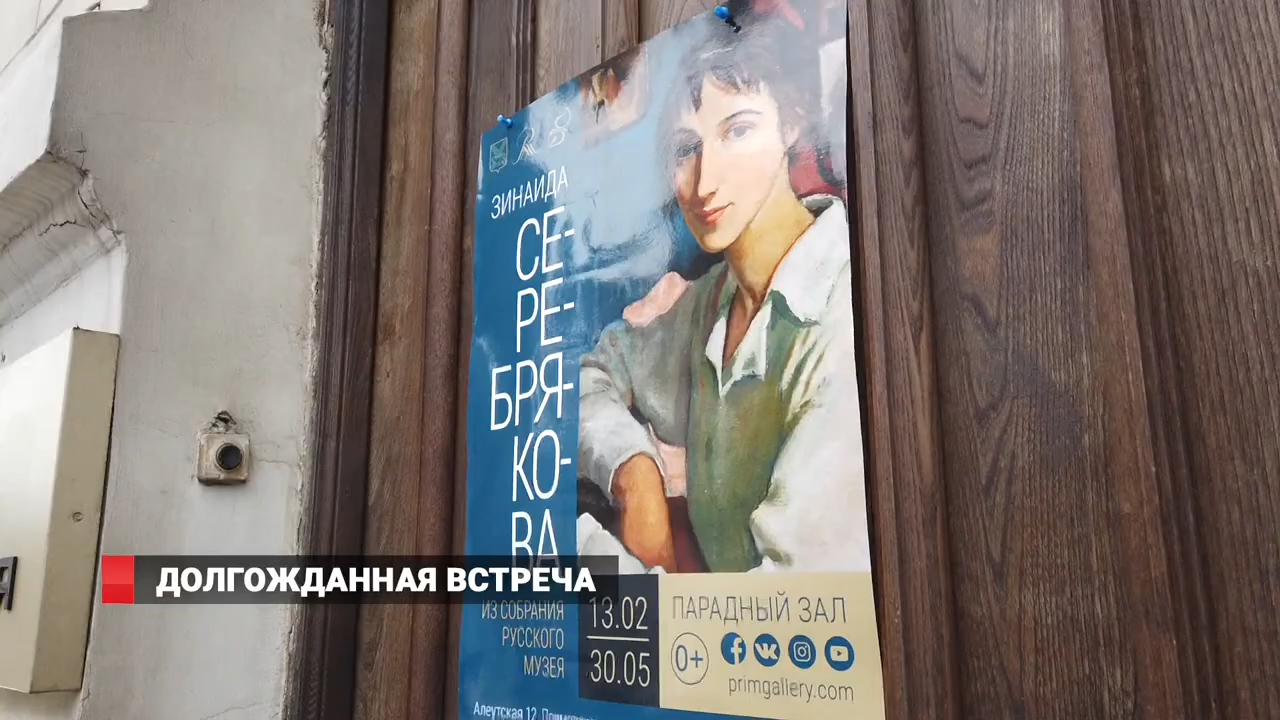 ЗИНАИДА
СЕ-
РЕ-
БРЯ-
КО-
ВА
ДОЛГОЖДАННАЯ ВСТРЕЧА
ИЗ СОБРАНИЯ
РУССКОГО
МУЗЕЯ
13.02
30.05
ПАРАДНЫЙ ЗАЛ
0+
primgallery.com
Алеутская 12,